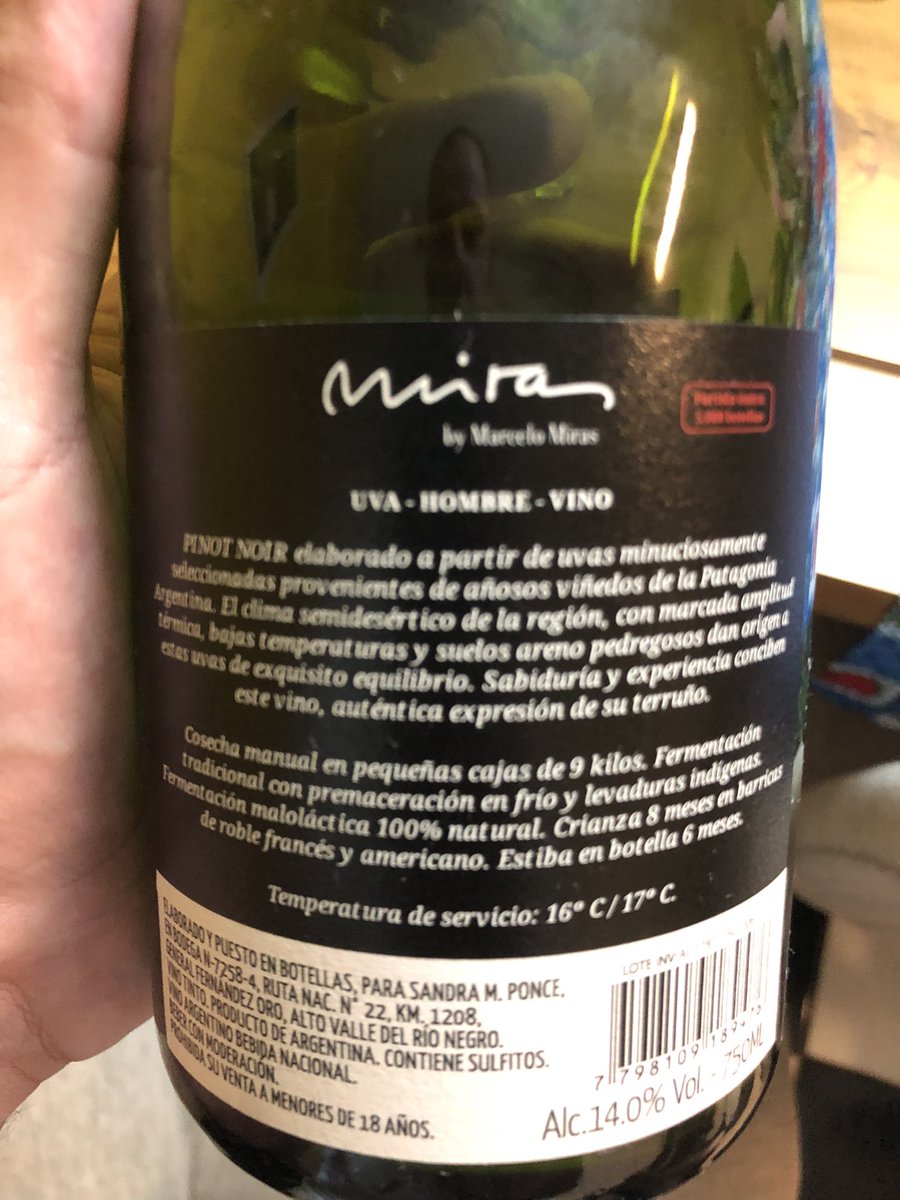 miras
by Marcelo Miras
Partida única
UVA - HOMBRE - VINO
PINOT NOIR elaborado a partir de uvas minuciosamente
seleccionadas provenientes de añosos viñedos de la Patagonia
Argentina. El clima semidesértico de la región, con marcada amplitud
térmica, bajas temperaturas y suelos areno pedregosos dan origen a
estas uvas de exquisito equilibrio. Sabiduría y experiencia conciben
este vino, auténtica expresión de su terruño.
Cosecha manual en pequeñas cajas de 9 kilos. Fermentación
tradicional con premaceración en frío y levaduras indígenas.
Fermentación maloláctica 100% natural. Crianza 8 meses en barricas
de roble francés y americano. Estiba en botella 6 meses.
Temperatura de servicio: 16º C/17º C.
ELABORADO Y PUESTO EN BOTELLAS, PARA SANDRA M. PONCE,
EN BODEGA N-7258-4, RUTA NAC. N° 22, KM. 1208,
GENERAL FERNÁNDEZ ORO, ALTO VALLE DEL RÍO NEGRO.
VINO TINTO. PRODUCTO DE ARGENTINA. CONTIENE SULFITOS.
VINO ARGENTINO BEBIDA NACIONAL.
BEBER CON MODERACIÓN.
PROHIBIDA SU VENTA A MENORES DE 18 AÑOS.
LOTE INV
7 798109 1894
Alc.14.0% Vol. - 750ML